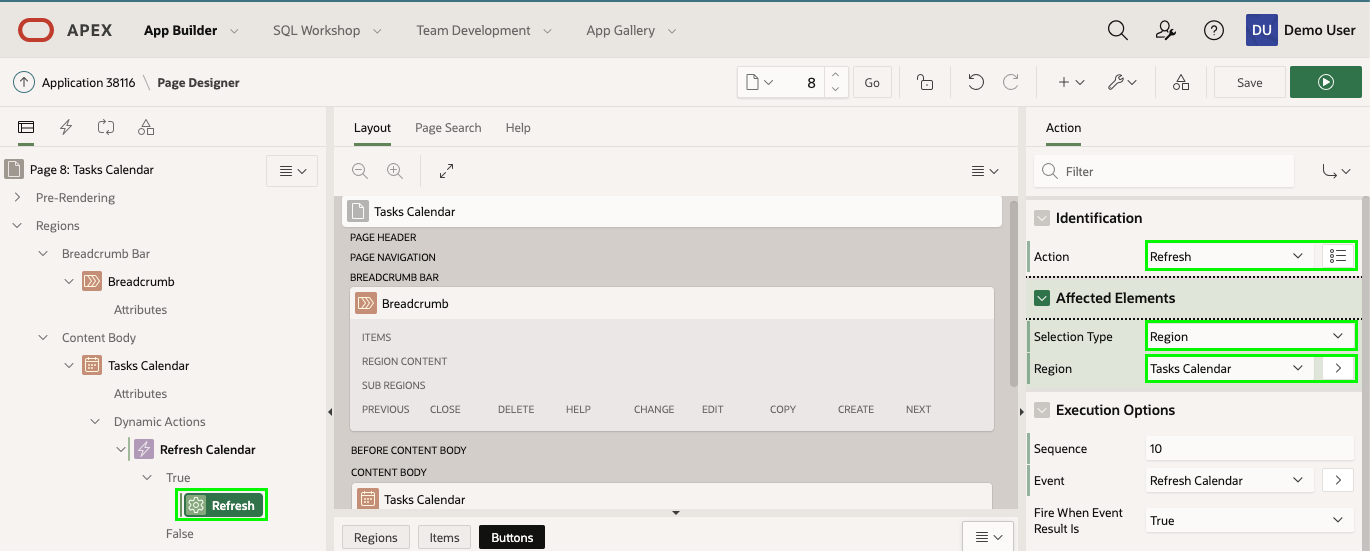 APEX App Builder SQL Workshop Team Development App Gallery DU Demo User
Application 38116 \ Page Designer 8 Go Save
Layout Page Search Help Action
Page 8: Tasks Calendar
Filter
Pre-Rendering
Regions
Breadcrumb Bar
Breadcrumb
Attributes
Content Body
Tasks Calendar
Attributes
Dynamic Actions
Refresh Calendar
True
Refresh
False
Tasks Calendar
PAGE HEADER
PAGE NAVIGATION
BREADCRUMB BAR
Breadcrumb
ITEMS
REGION CONTENT
SUB REGIONS
PREVIOUS CLOSE DELETE HELP CHANGE EDIT COPY CREATE NEXT
BEFORE CONTENT BODY
CONTENT BODY
Tasks Calendar
Regions Items Buttons
Identification
Action Refresh
Affected Elements
Selection Type Region
Region Tasks Calendar
Execution Options
Sequence 10
Event Refresh Calendar
Fire When Event
Result Is True